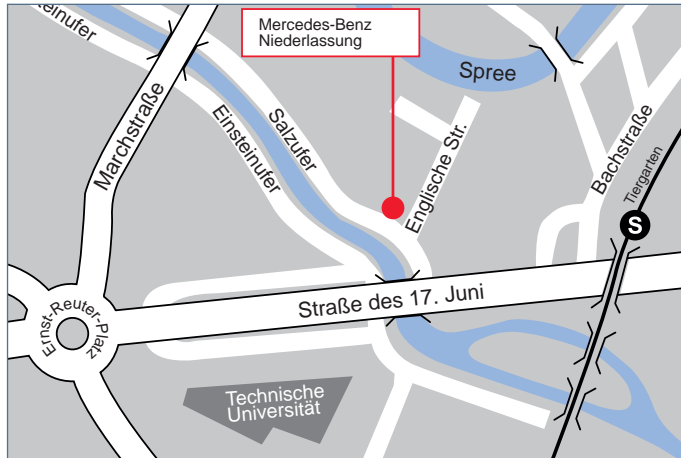 Mercedes-Benz
Niederlassung
Einsteinufer
Spree
Marchstraße
Salzufer
Einsteinufer
Englische Str.
Bachstraße
Tiergarten
S
Straße des 17. Juni
Ernst-Reuter-Platz
Technische
Universität